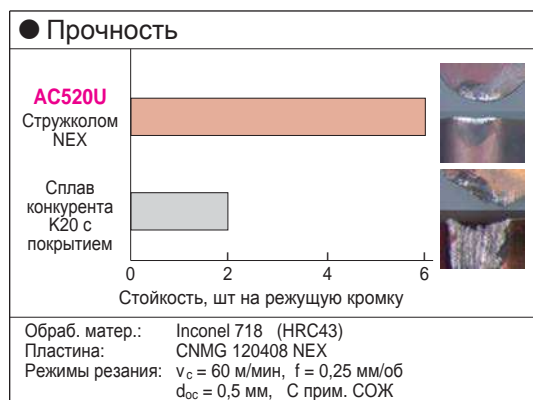 ● Прочность
AC520U
Стружколом
NEX
Сплав
конкурента
K20 с
покрытием
0 2 4 6
Стойкость, шт на режущую кромку
Обраб. матер.: Inconel 718 (HRC43)
Пластина: CNMG 120408 NEX
Режимы резания: vc = 60 м/мин, f = 0,25 мм/об
doc = 0,5 мм, С прим. СОЖ